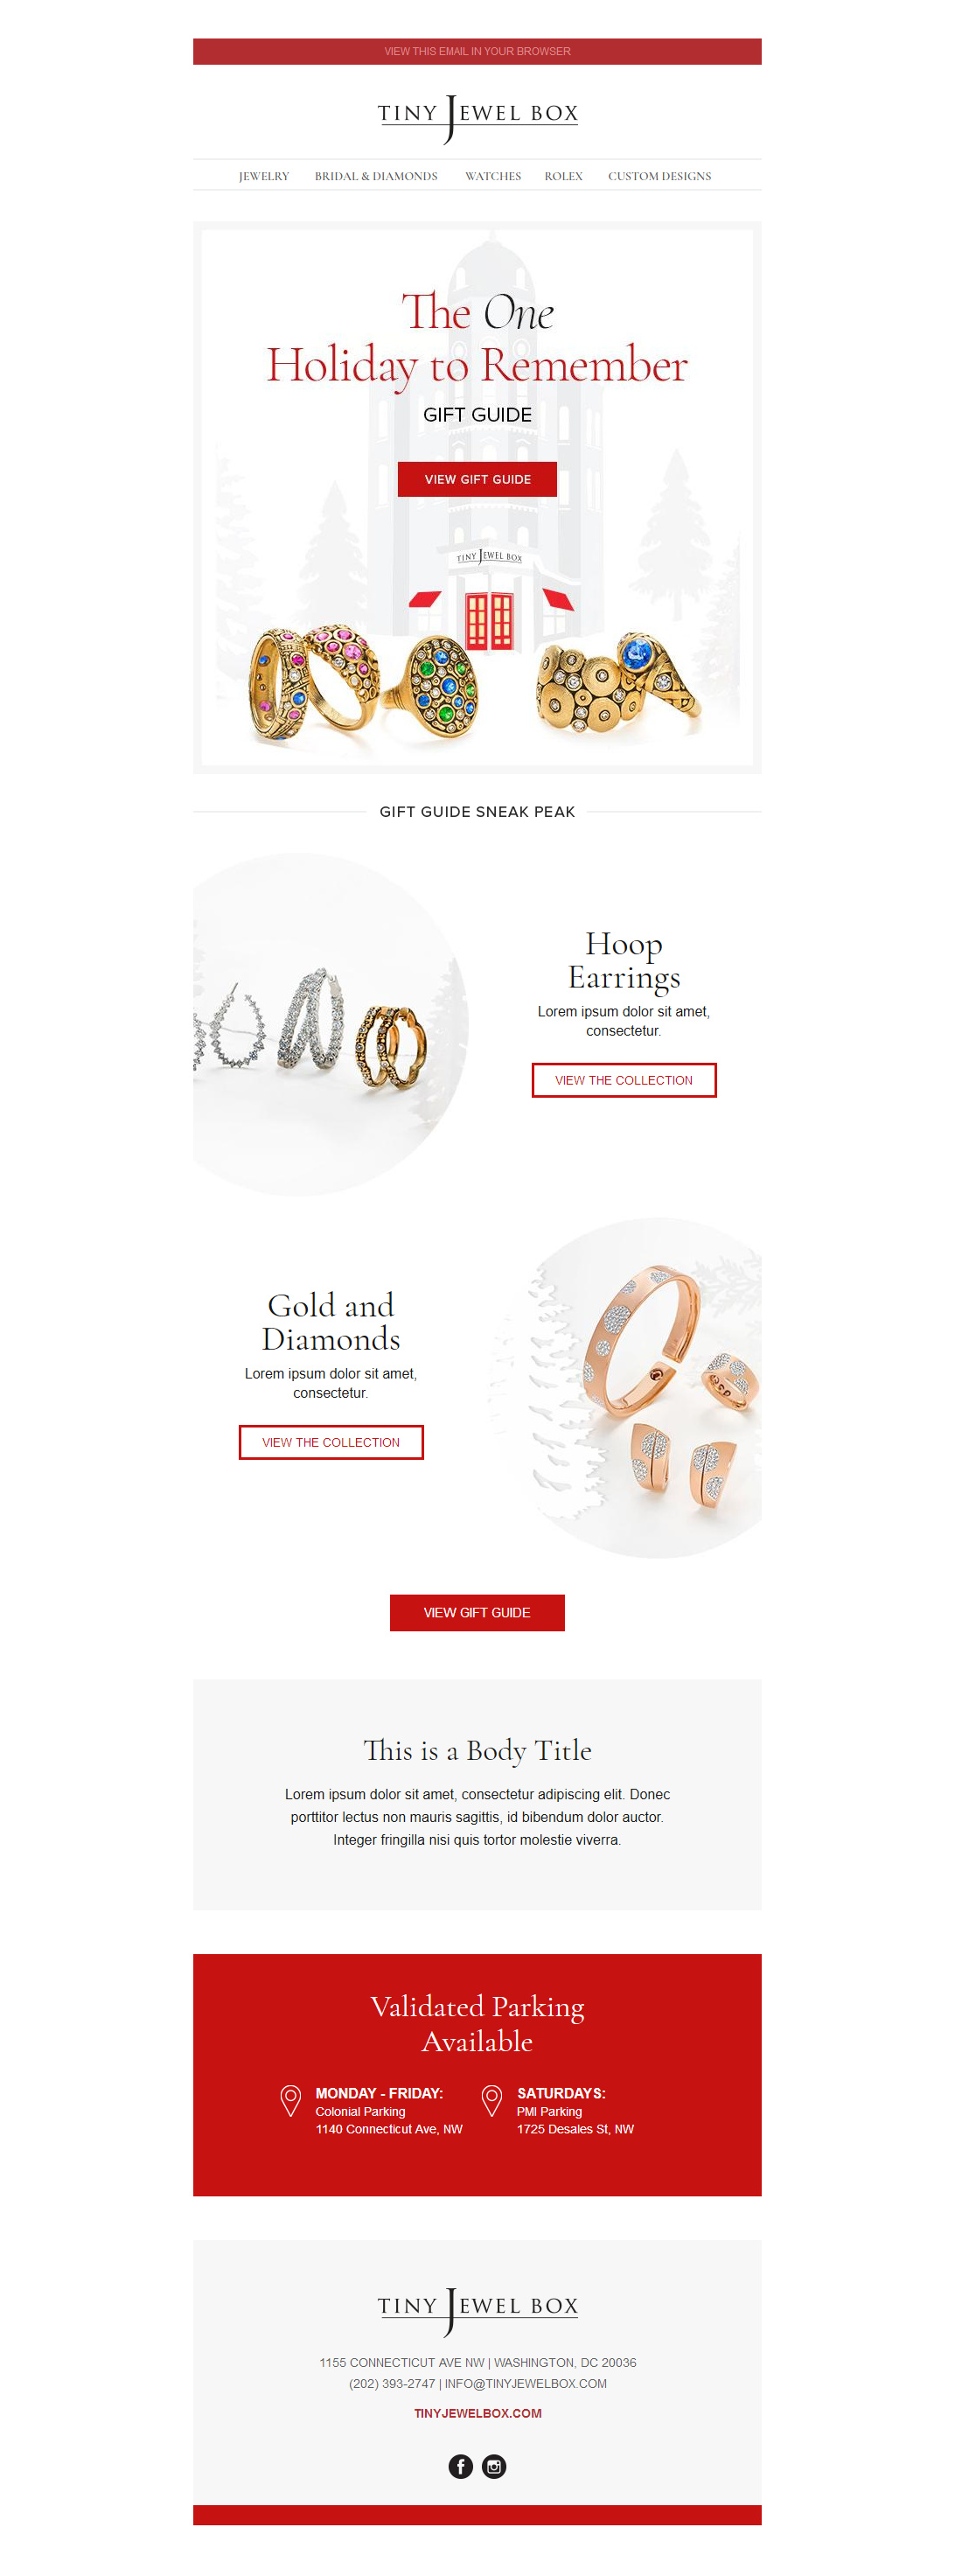 VIEW THIS EMAIL IN YOUR BROWSER
TINY JEWEL BOX
JEWELRY BRIDAL & DIAMONDS WATCHES ROLEX CUSTOM DESIGNS
The One
Holiday to Remember
GIFT GUIDE
VIEW GIFT GUIDE
TINY JEWEL BOX
GIFT GUIDE SNEAK PEAK
Hoop
Earrings
Lorem ipsum dolor sit amet,
consectetur.
VIEW THE COLLECTION
Gold and
Diamonds
Lorem ipsum dolor sit amet,
consectetur.
VIEW THE COLLECTION
VIEW GIFT GUIDE
This is a Body Title
Lorem ipsum dolor sit amet, consectetur adipiscing elit. Donec
porttitor lectus non mauris sagittis, id bibendum dolor auctor.
Integer fringilla nisi quis tortor molestie viverra.
Validated Parking
Available
MONDAY - FRIDAY:
Colonial Parking
1140 Connecticut Ave, NW
SATURDAYS:
PMI Parking
1725 Desales St, NW
TINY JEWEL BOX
1155 CONNECTICUT AVE NW | WASHINGTON, DC 20036
(202) 393-2747 | INFO@TINYJEWELBOX.COM
TINYJEWELBOX.COM